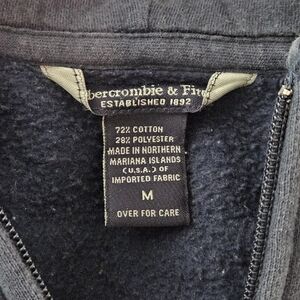 bercrombie & Fitc
ESTABLISHED 1892
72% COTTON
28% POLYESTER
MADE IN NORTHERN
MARIANA ISLANDS
(U.S.A.) OF
IMPORTED FABRIC
M
OVER FOR CARE